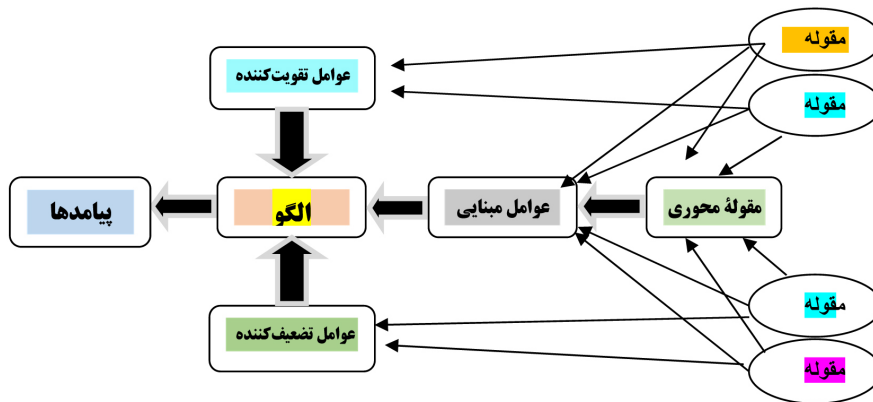 مقوله
عوامل تقویت‌کننده
مقوله
مقولهٔ محوری
عوامل مبنایی
الگو
پیامدها
مقوله
عوامل تضعیف‌کننده
مقوله